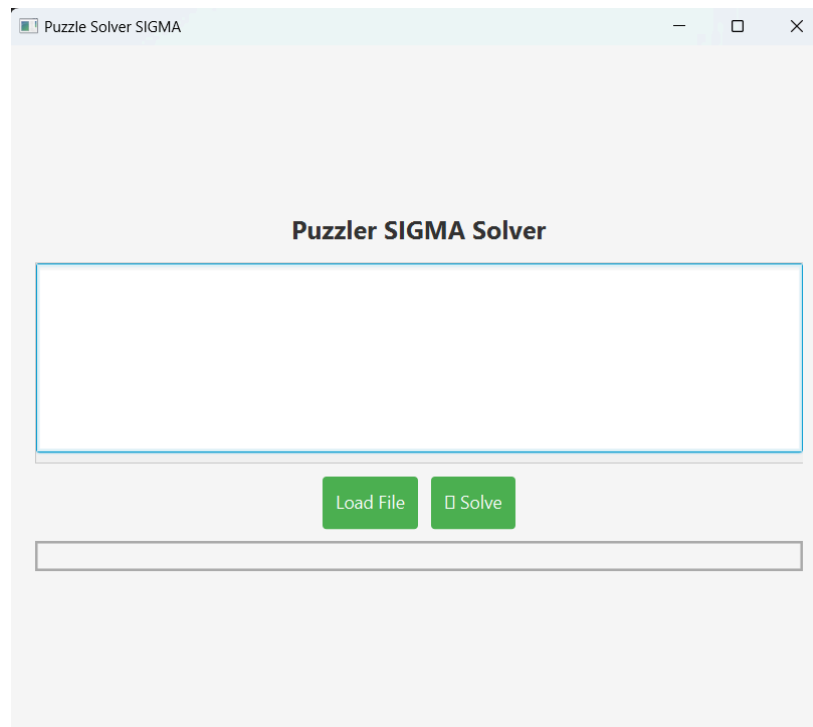 Puzzle Solver SIGMA
Puzzler SIGMA Solver
Load File
▯ Solve